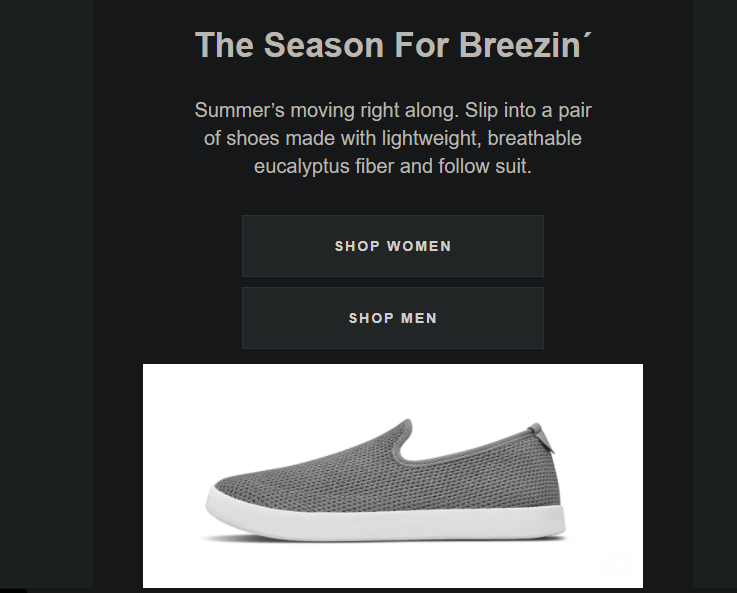 The Season For Breezin´
Summer’s moving right along. Slip into a pair
of shoes made with lightweight, breathable
eucalyptus fiber and follow suit.
SHOP WOMEN
SHOP MEN